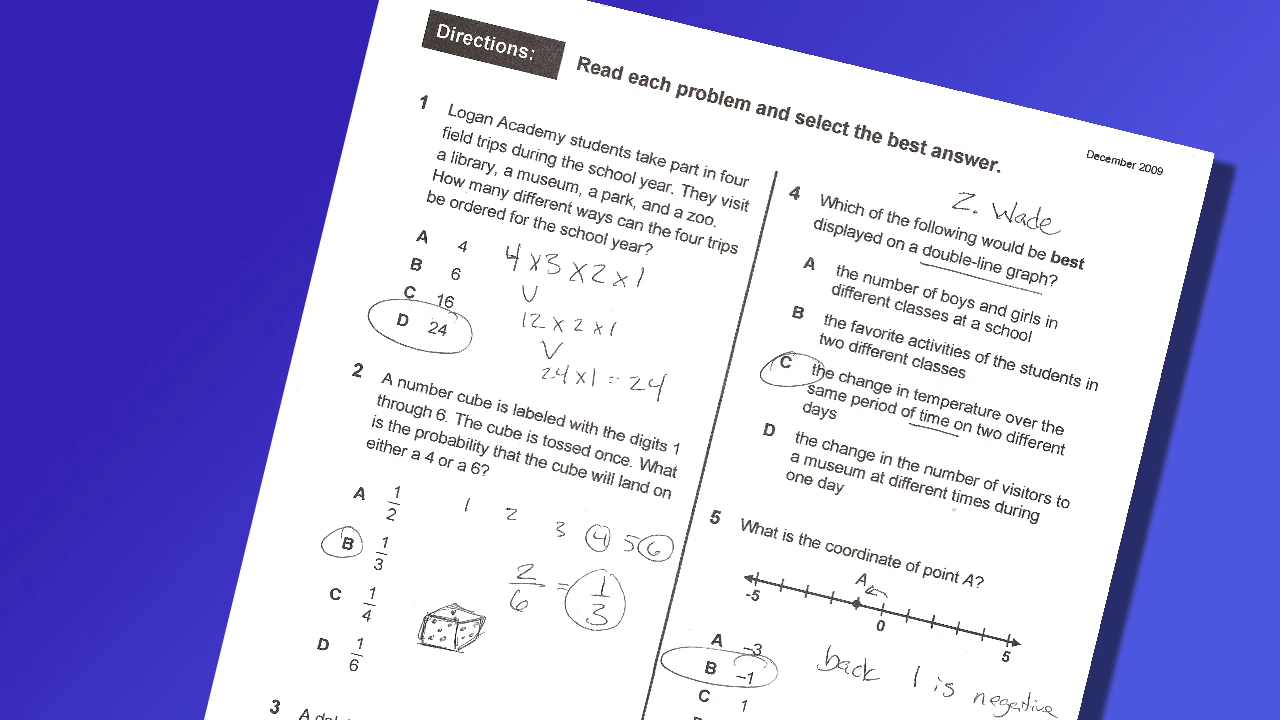 Directions:
Read each problem and select the best answer.
December 2009
1 Logan Academy students take part in four
field trips during the school year. They visit
a library, a museum, a park, and a zoo.
How many different ways can the four trips
be ordered for the school year?
A 4
B 6
C 16
D 24
4 x 3 x 2 x 1
12 x 2 x 1
24 x 1 = 24
2 A number cube is labeled with the digits 1
through 6. The cube is tossed once. What
is the probability that the cube will land on
either a 4 or a 6?
A 1/2
B 1/3
C 1/4
D 1/6
1 2 3 4 5 6
2/6 = 1/3
3
Z. Wade
4 Which of the following would be best
displayed on a double-line graph?
A the number of boys and girls in
different classes at a school
B the favorite activities of the students in
two different classes
C the change in temperature over the
same period of time on two different
days
D the change in the number of visitors to
a museum at different times during
one day
5 What is the coordinate of point A?
A
-5 0 5
A –3
B –1
C 1
back 1 is negative